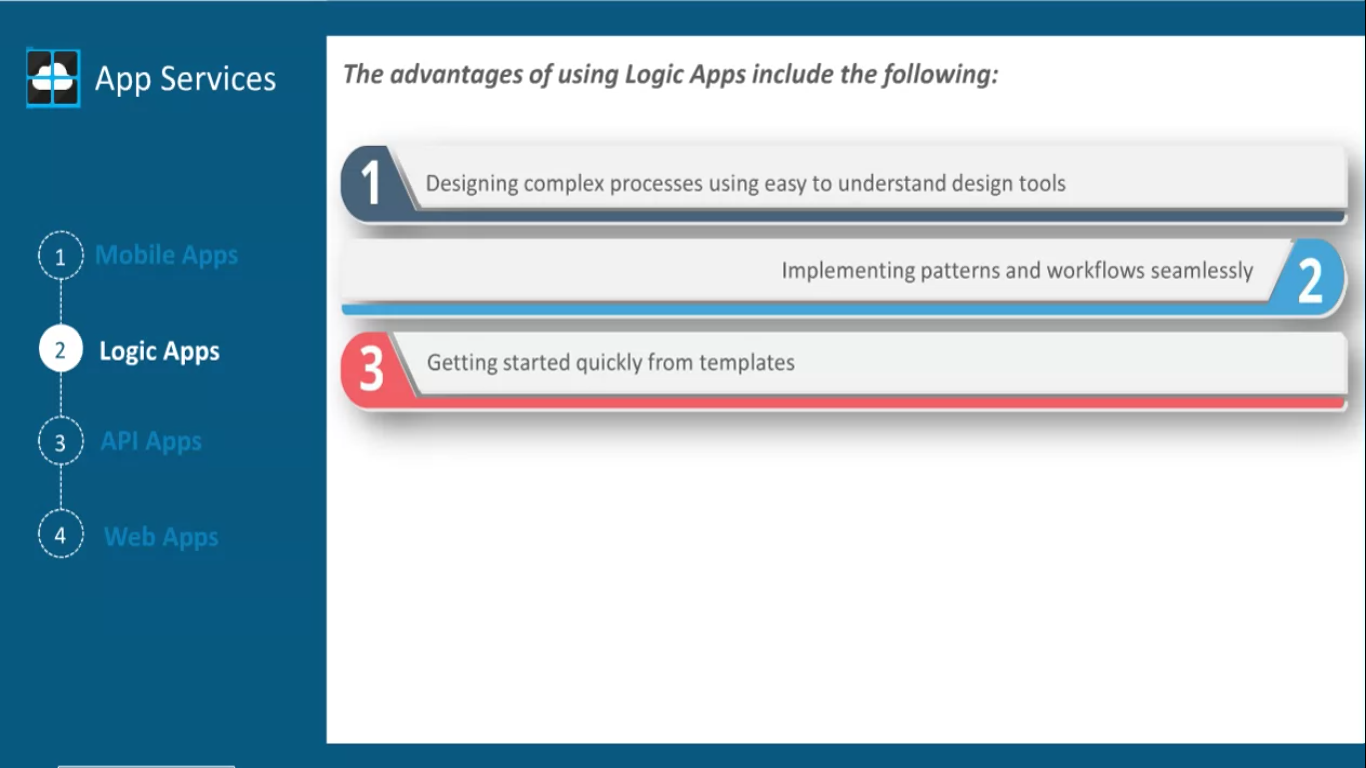 App Services
1 Mobile Apps
2 Logic Apps
3 API Apps
4 Web Apps
The advantages of using Logic Apps include the following:
1 Designing complex processes using easy to understand design tools
Implementing patterns and workflows seamlessly 2
3 Getting started quickly from templates